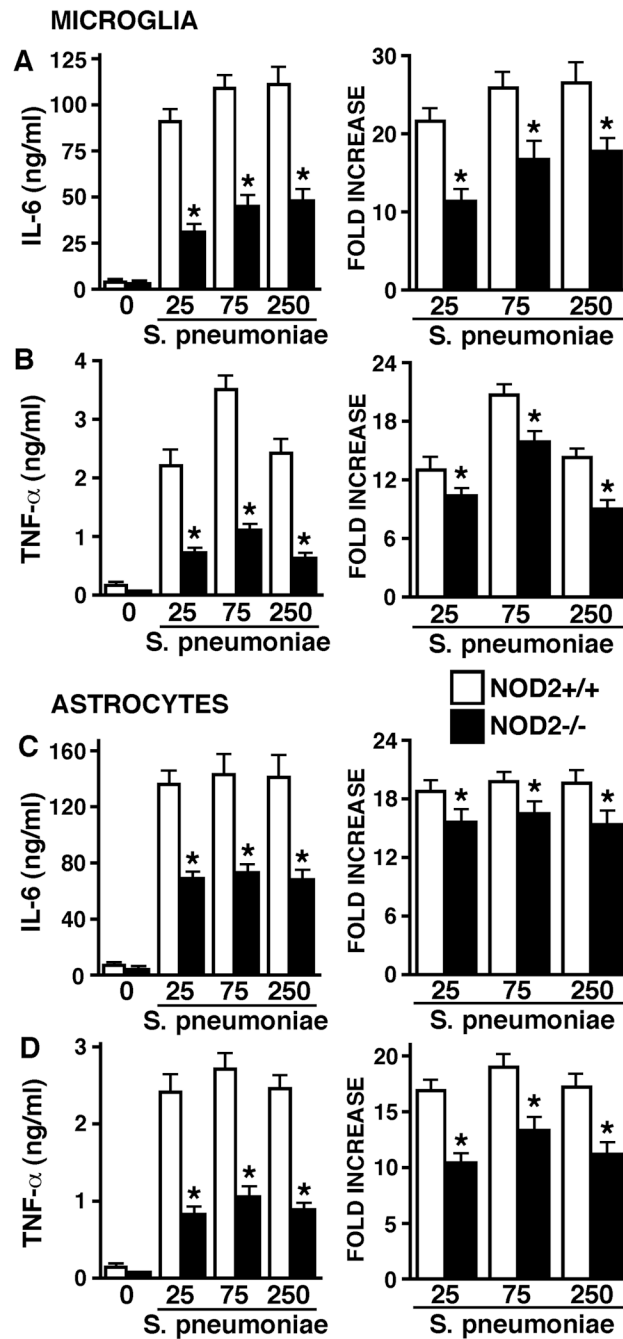 MICROGLIA
A
IL-6 (ng/ml)
125
100
75
50
25
0
0 25 75 250
S. pneumoniae
FOLD INCREASE
30
20
10
0
25 75 250
S. pneumoniae
B
TNF-α (ng/ml)
4
3
2
1
0
0 25 75 250
S. pneumoniae
FOLD INCREASE
24
18
12
6
0
25 75 250
S. pneumoniae
NOD2+/+
NOD2-/-
ASTROCYTES
C
IL-6 (ng/ml)
160
120
80
40
0
0 25 75 250
S. pneumoniae
FOLD INCREASE
24
18
12
6
0
25 75 250
S. pneumoniae
D
TNF-α (ng/ml)
3
2
1
0
0 25 75 250
S. pneumoniae
FOLD INCREASE
20
15
10
5
0
25 75 250
S. pneumoniae